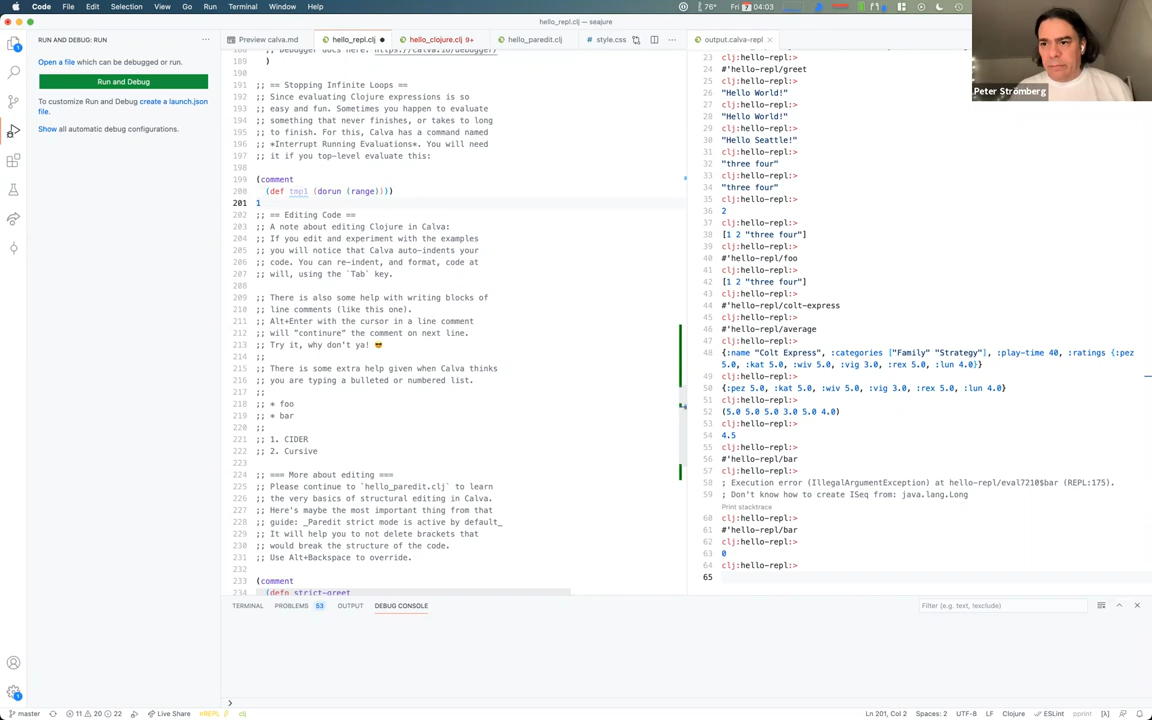 Code File Edit Selection View Go Run Terminal Window Help
76° Fri 7 04:03
hello_repl.clj — seajure
RUN AND DEBUG: RUN ...
Preview calva.md hello_repl.clj hello_clojure.clj 9+ hello_paredit.clj style.css ...
output.calva-repl
Open a file which can be debugged or run.
Run and Debug
To customize Run and Debug create a launch.json
file.
Show all automatic debug configurations.
189 )
190
191 ;; == Stopping Infinite Loops ==
192 ;; Since evaluating Clojure expressions is so
193 ;; easy and fun. Sometimes you happen to evaluate
194 ;; something that never finishes, or takes to long
195 ;; to finish. For this, Calva has a command named
196 ;; *Interrupt Running Evaluations*. You will need
197 ;; it if you top-level evaluate this:
198
199 (comment
200 (def tmp1 (dorun (range))))
201 1
202 ;; == Editing Code ==
203 ;; A note about editing Clojure in Calva:
204 ;; If you edit and experiment with the examples
205 ;; you will notice that Calva auto-indents your
206 ;; code. You can re-indent, and format, code at
207 ;; will, using the `Tab` key.
208
209 ;; There is also some help with writing blocks of
210 ;; line comments (like this one).
211 ;; Alt+Enter with the cursor in a line comment
212 ;; will "continue" the comment on next line.
213 ;; Try it, why don't ya! 😎
214 ;;
215 ;; There is some extra help given when Calva thinks
216 ;; you are typing a bulleted or numbered list.
217 ;;
218 ;; * foo
219 ;; * bar
220 ;;
221 ;; 1. CIDER
222 ;; 2. Cursive
223
224 ;; === More about editing ===
225 ;; Please continue to `hello_paredit.clj` to learn
226 ;; the very basics of structural editing in Calva.
227 ;; Here's maybe the most important thing from that
228 ;; guide: _Paredit strict mode is active by default_
229 ;; It will help you to not delete brackets that
230 ;; would break the structure of the code.
231 ;; Use Alt+Backspace to override.
232
233 (comment
234 (defn strict-greet
23 clj:hello-repl:>
24 #'hello-repl/greet
25 clj:hello-repl:>
26 "Hello World!"
27 clj:hello-repl:>
28 "Hello World!"
29 clj:hello-repl:>
30 "Hello Seattle!"
31 clj:hello-repl:>
32 "three four"
33 clj:hello-repl:>
34 "three four"
35 clj:hello-repl:>
36 2
37 clj:hello-repl:>
38 [1 2 "three four"]
39 clj:hello-repl:>
40 #'hello-repl/foo
41 clj:hello-repl:>
42 [1 2 "three four"]
43 clj:hello-repl:>
44 #'hello-repl/colt-express
45 clj:hello-repl:>
46 #'hello-repl/average
47 clj:hello-repl:>
48 {:name "Colt Express", :categories ["Family" "Strategy"], :play-time 40, :ratings {:pez
5.0, :kat 5.0, :wiv 5.0, :vig 3.0, :rex 5.0, :lun 4.0}}
49 clj:hello-repl:>
50 {:pez 5.0, :kat 5.0, :wiv 5.0, :vig 3.0, :rex 5.0, :lun 4.0}
51 clj:hello-repl:>
52 (5.0 5.0 5.0 3.0 5.0 4.0)
53 clj:hello-repl:>
54 4.5
55 clj:hello-repl:>
56 #'hello-repl/bar
57 clj:hello-repl:>
58 ; Execution error (IllegalArgumentException) at hello-repl/eval7210$bar (REPL:175).
59 ; Don't know how to create ISeq from: java.lang.Long
Print stacktrace
60 clj:hello-repl:>
61 #'hello-repl/bar
62 clj:hello-repl:>
63 0
64 clj:hello-repl:>
65
Peter Strömberg
TERMINAL PROBLEMS 53 OUTPUT DEBUG CONSOLE
Filter (e.g. text, !exclude)
master 11 20 22 Live Share REPL clj
Ln 201, Col 2 Spaces: 2 UTF-8 LF Clojure ESLint pprint [λ]